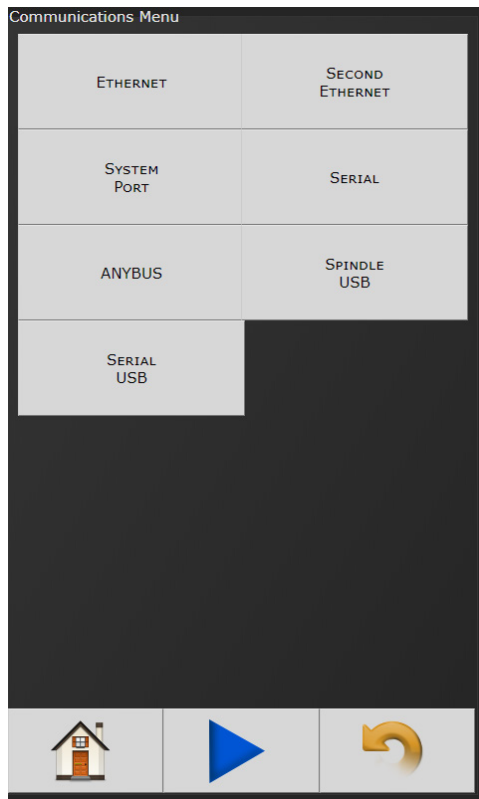 Communications Menu
Ethernet
Second
Ethernet
System
Port
Serial
ANYBUS
Spindle
USB
Serial
USB